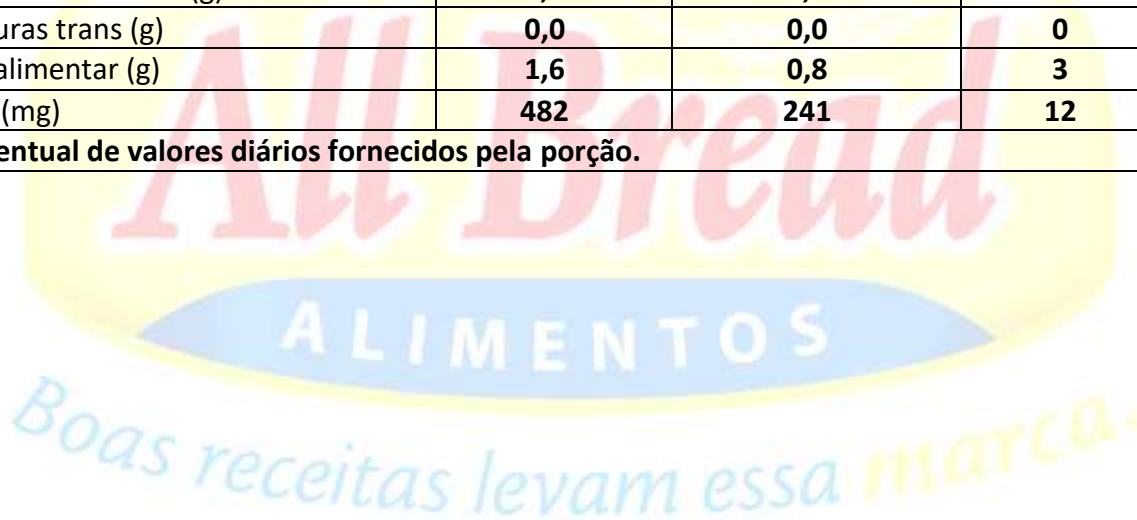 uras trans (g) 0,0 0,0 0
alimentar (g) 1,6 0,8 3
(mg) 482 241 12
entual de valores diários fornecidos pela porção.
All Bread
ALIMENTOS
Boas receitas levam essa marca.